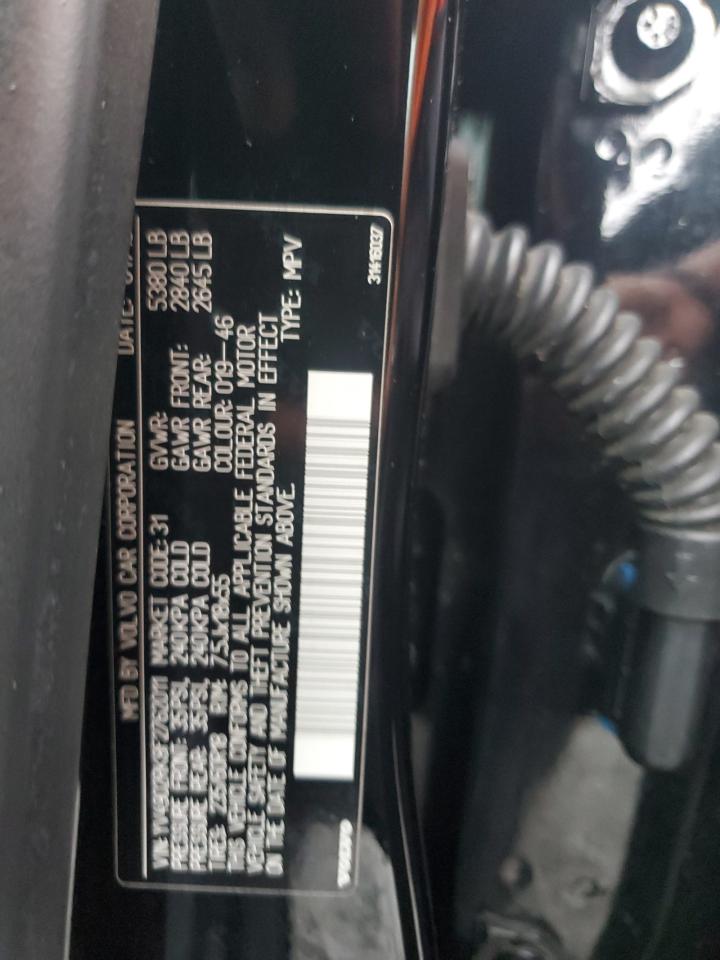 MFD BY VOLVO CAR CORPORATION DATE:
VIN: MARKET CODE: 31 GVWR: 5380 LB
PRESSURE FRONT: 35PSI, 240KPA COLD GAWR FRONT: 2840 LB
PRESSURE REAR: 35PSI, 240KPA COLD GAWR REAR: 2645 LB
TIRES: 235/60R18 RIM: 7.5Jx18x55 COLOUR: 019--46
THIS VEHICLE CONFORMS TO ALL APPLICABLE FEDERAL MOTOR
VEHICLE SAFETY AND THEFT PREVENTION STANDARDS IN EFFECT
ON THE DATE OF MANUFACTURE SHOWN ABOVE. TYPE: MPV
VOLVO 31416037